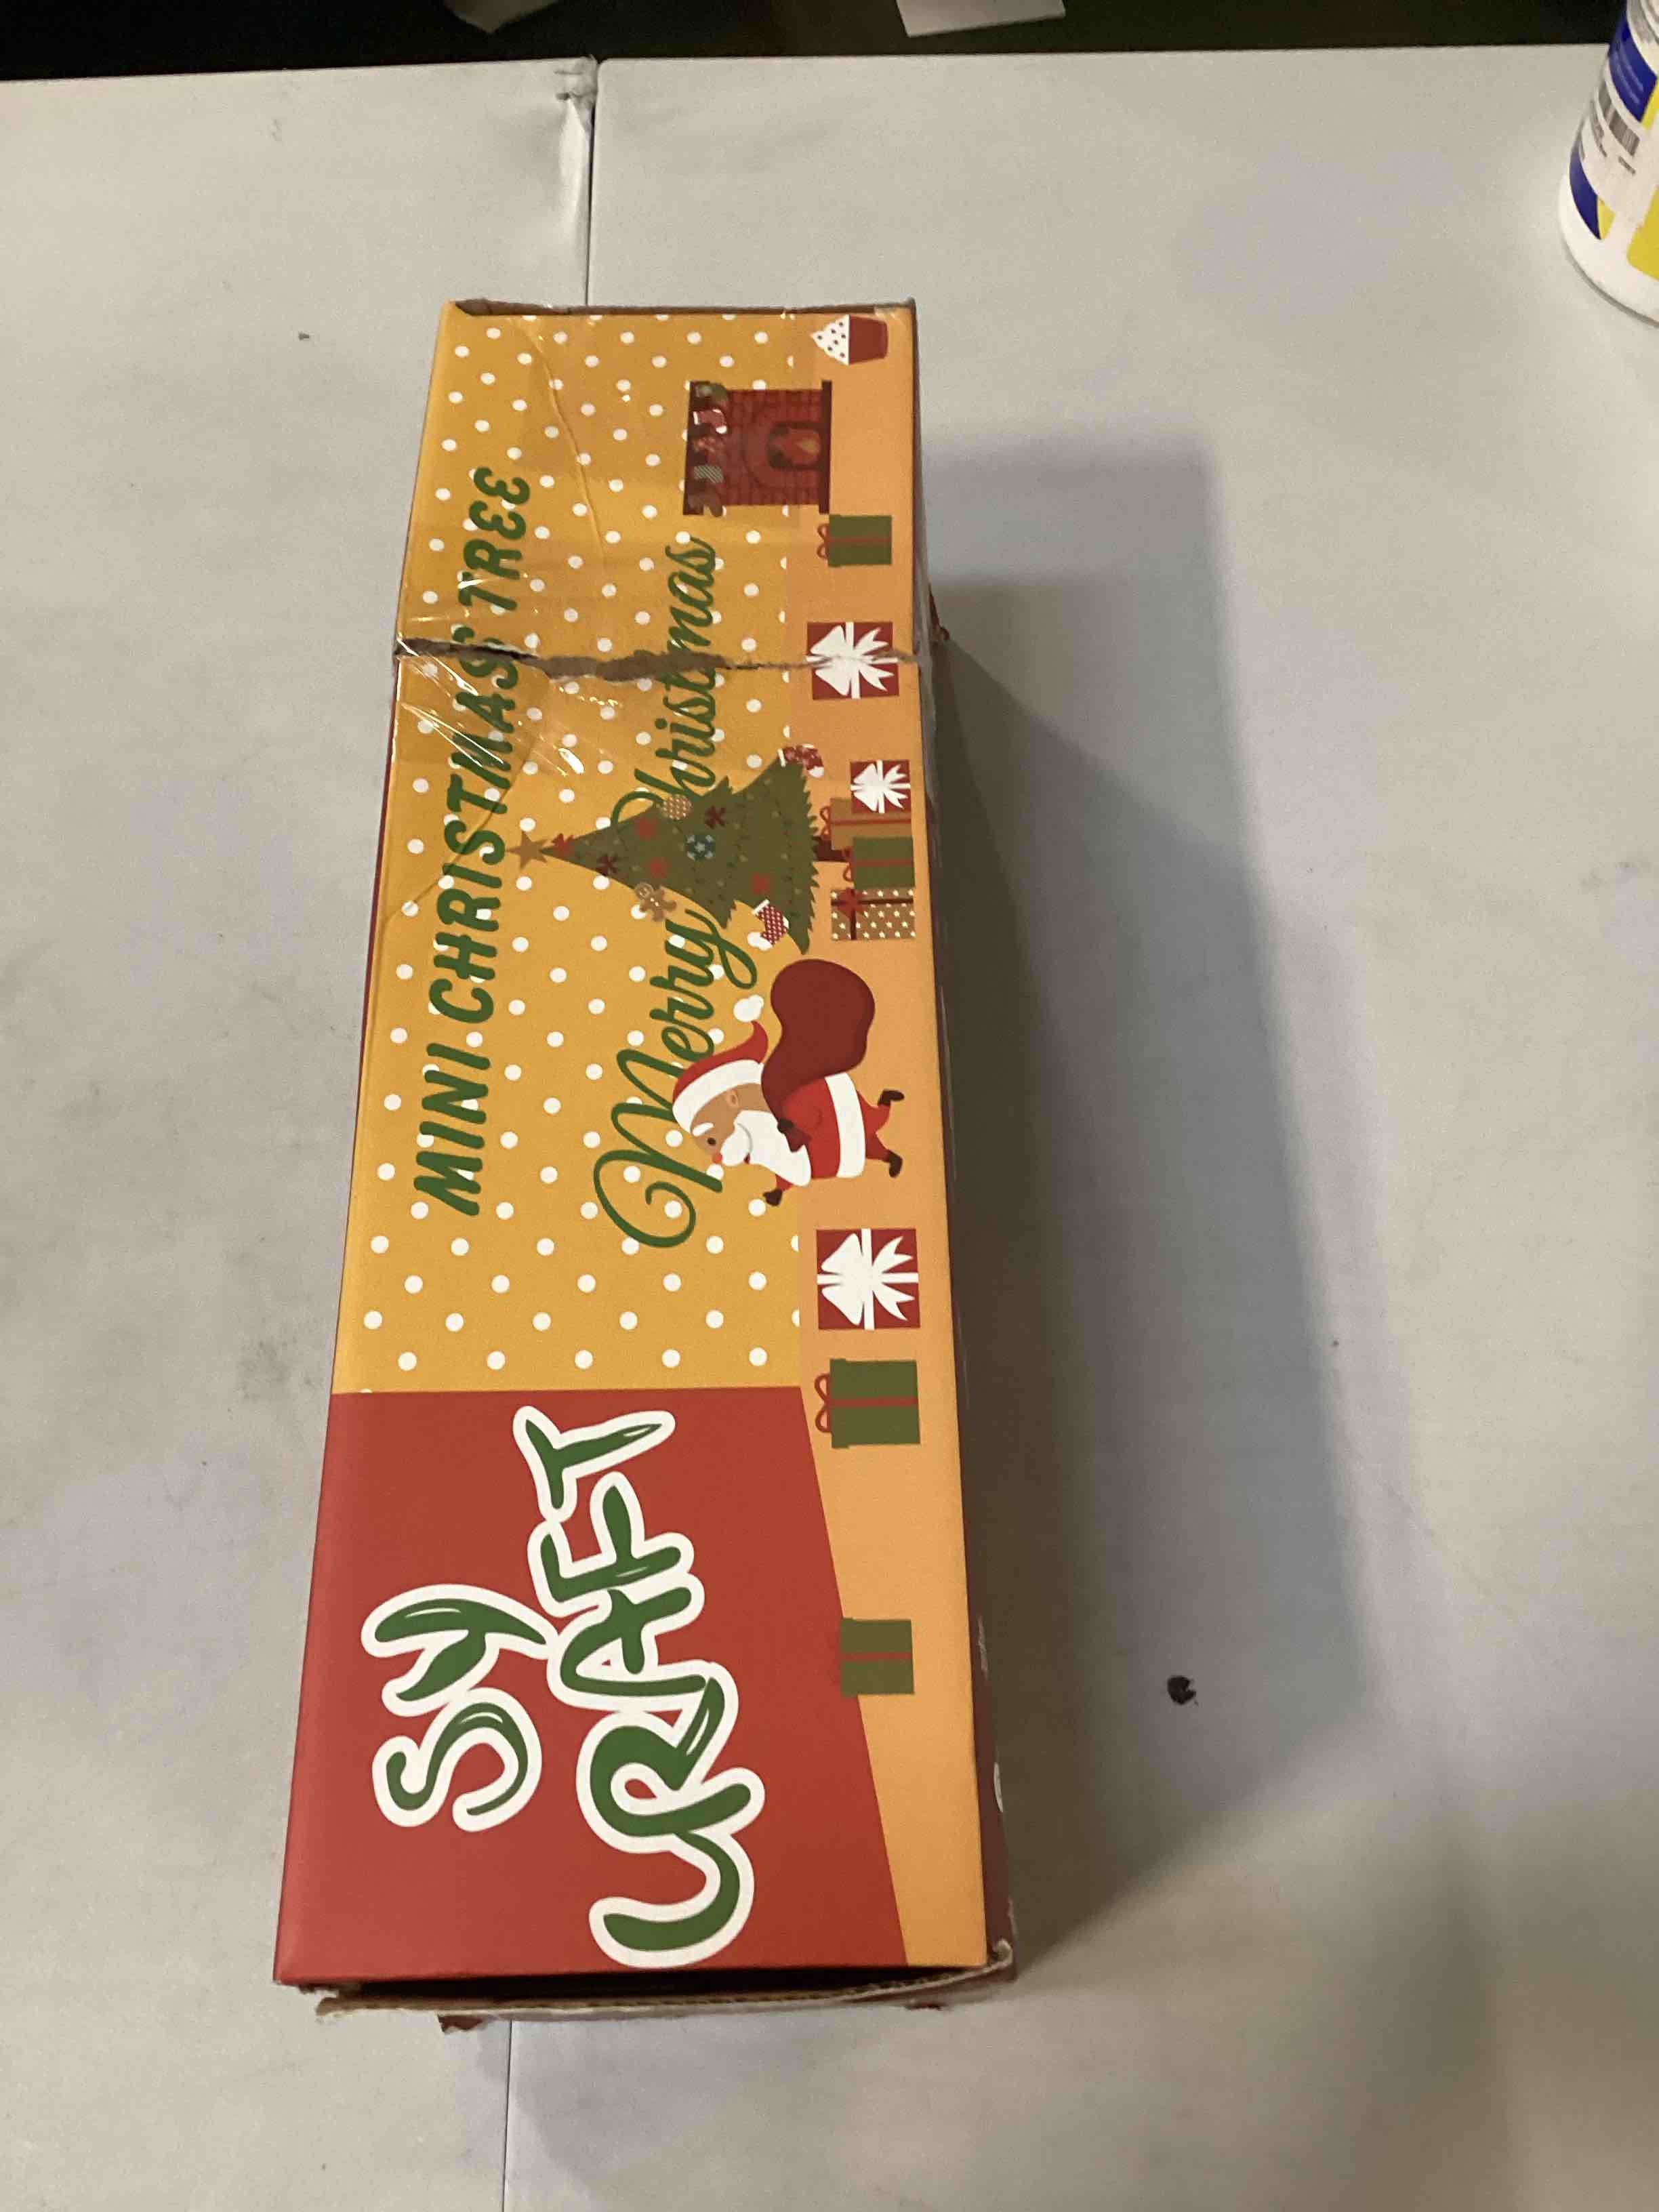 SY
CRAFT
MINI CHRISTMAS TREE
Merry Christmas